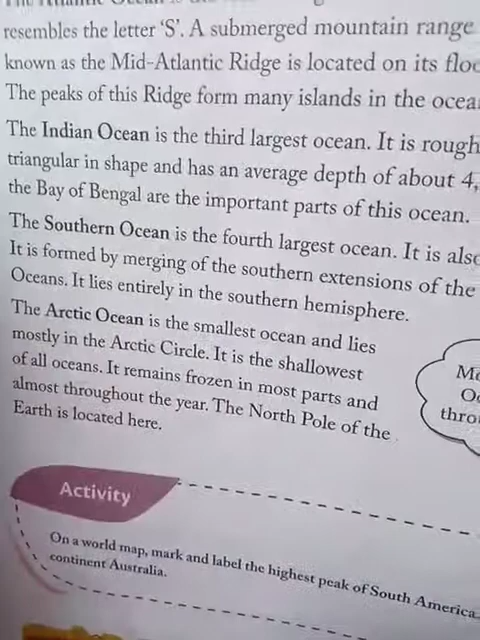 resembles the letter 'S'. A submerged mountain range
known as the Mid-Atlantic Ridge is located on its
The peaks of this Ridge form many islands in the
The Indian Ocean is the third largest ocean. It is
triangular in shape and has an average depth of about 4,
the Bay of Bengal are the important parts of this ocean.
The Southern Ocean is the fourth largest ocean. It is
It is formed by merging of the southern extensions of the
Oceans. It lies entirely in the southern hemisphere.
The Arctic Ocean is the smallest ocean and lies
mostly in the Arctic Circle. It is the shallowest
of all oceans. It remains frozen in most parts and
almost throughout the year. The North Pole of the
Earth is located here.
Activity
On a world map, mark and label the highest peak of South America
continent Australia.